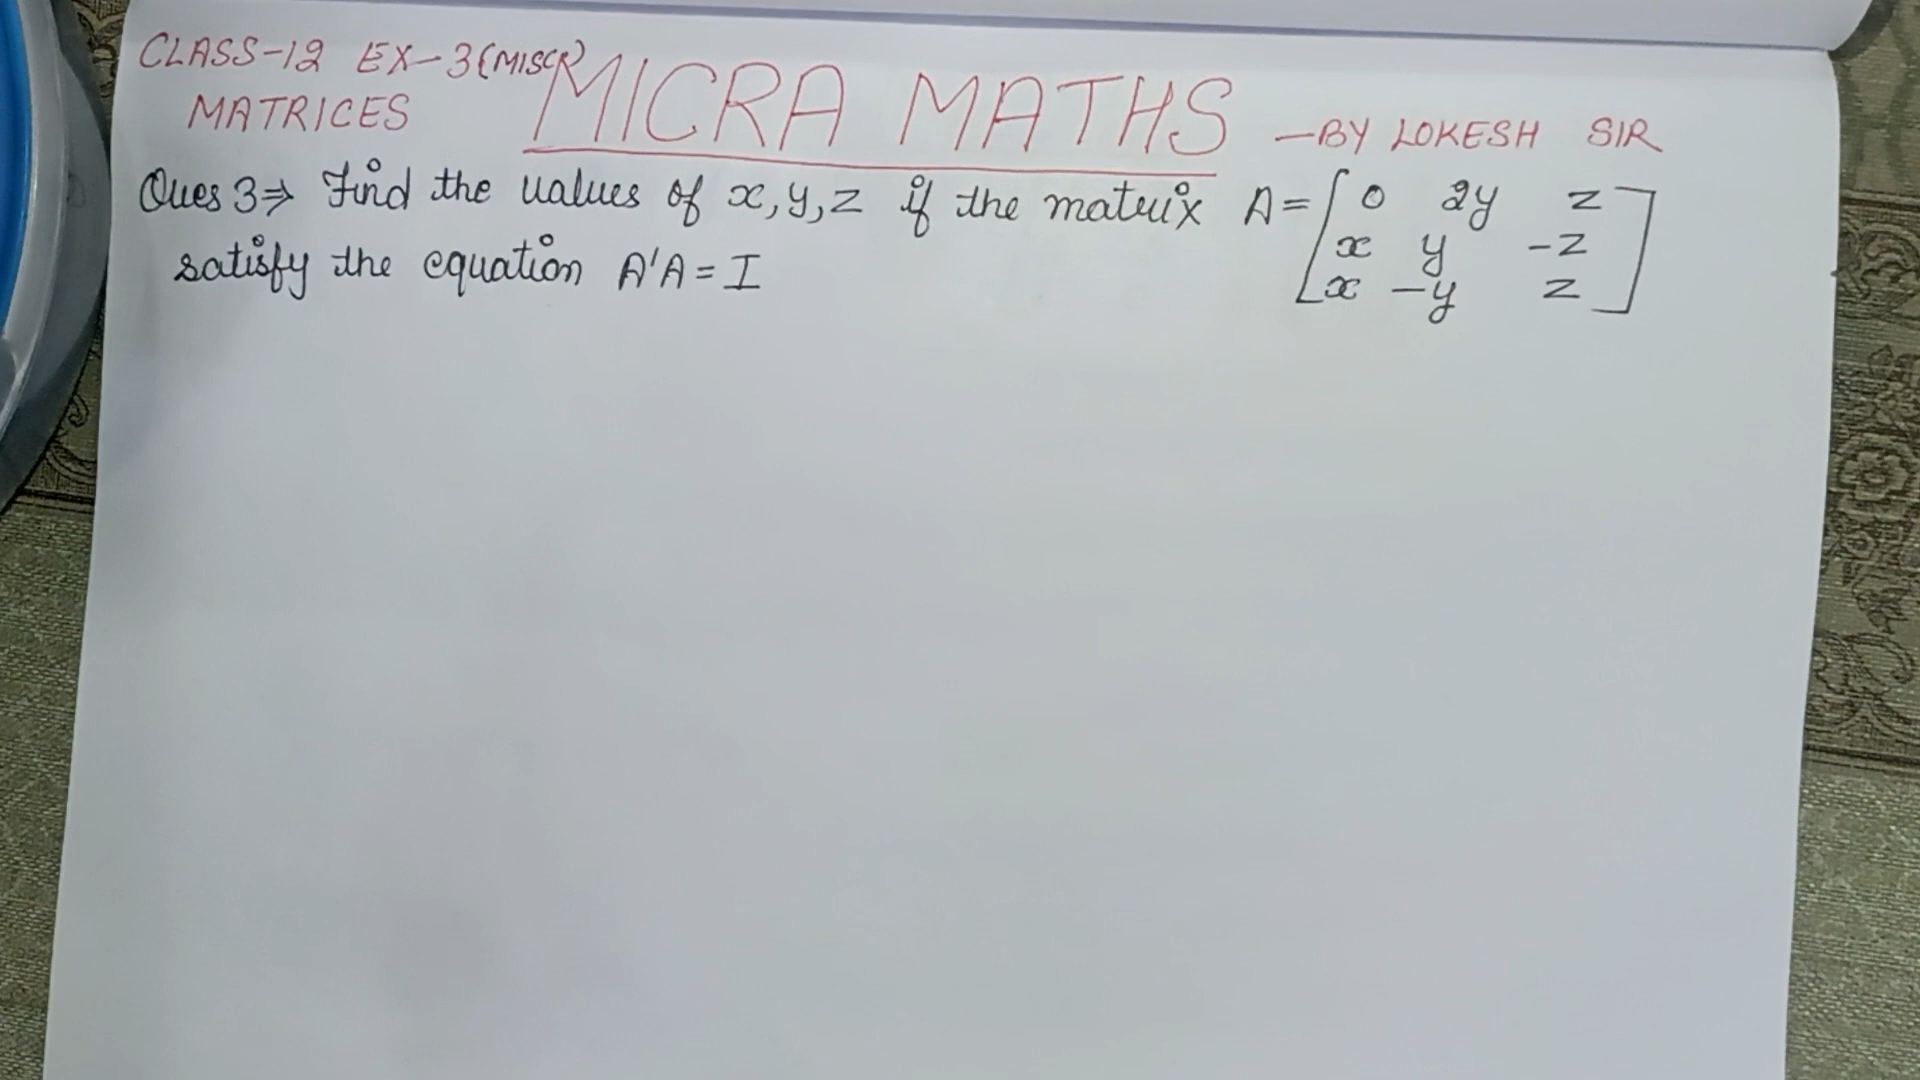 CLASS-12 EX-3(MISC)
MICRA MATHS
MATRICES
-BY LOKESH SIR
Ques 3⇒ Find the values of x, y, z if the matrix A = [0 2y z
x y -z
x -y z]
satisfy the equation A'A = I